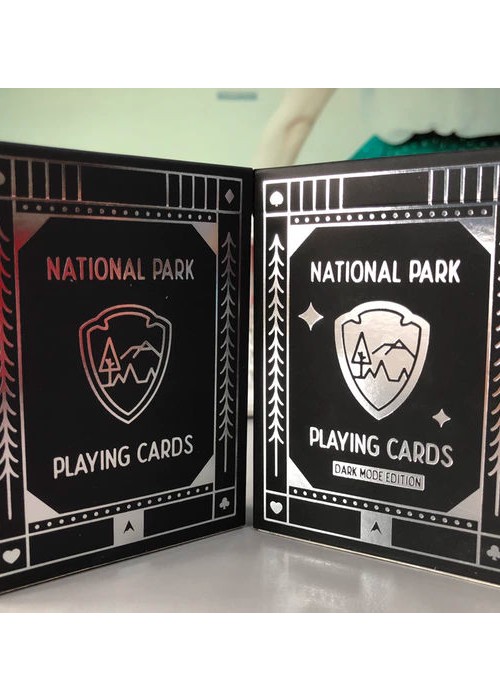 NATIONAL PARK
PLAYING CARDS
NATIONAL PARK
PLAYING CARDS
DARK MODE EDITION